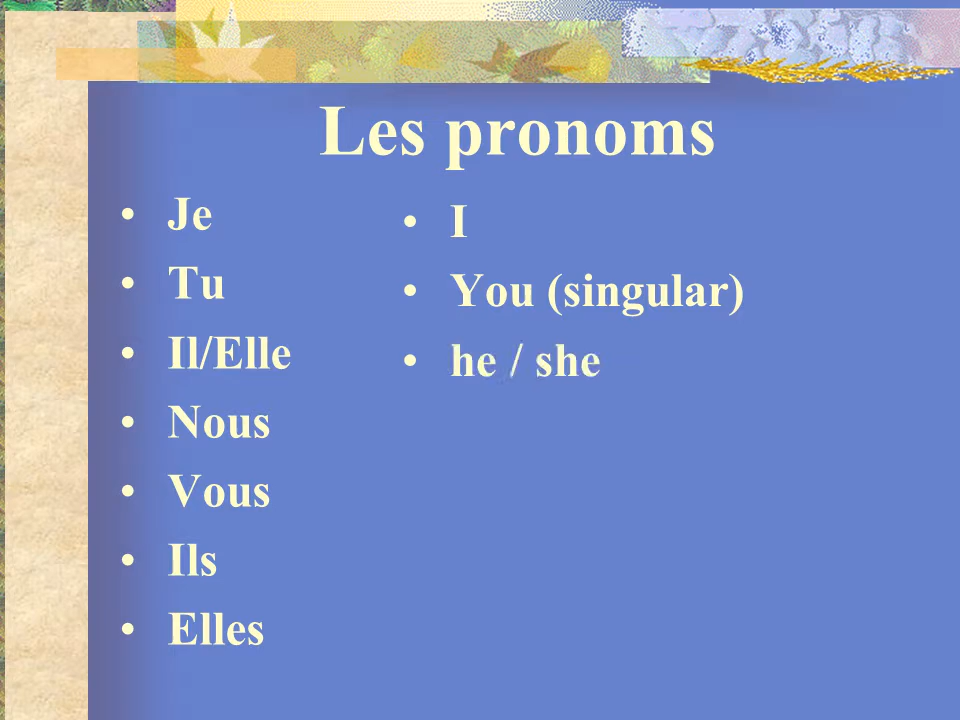 Les pronoms
• Je
• Tu
• Il/Elle
• Nous
• Vous
• Ils
• Elles
• I
• You (singular)
• he / she